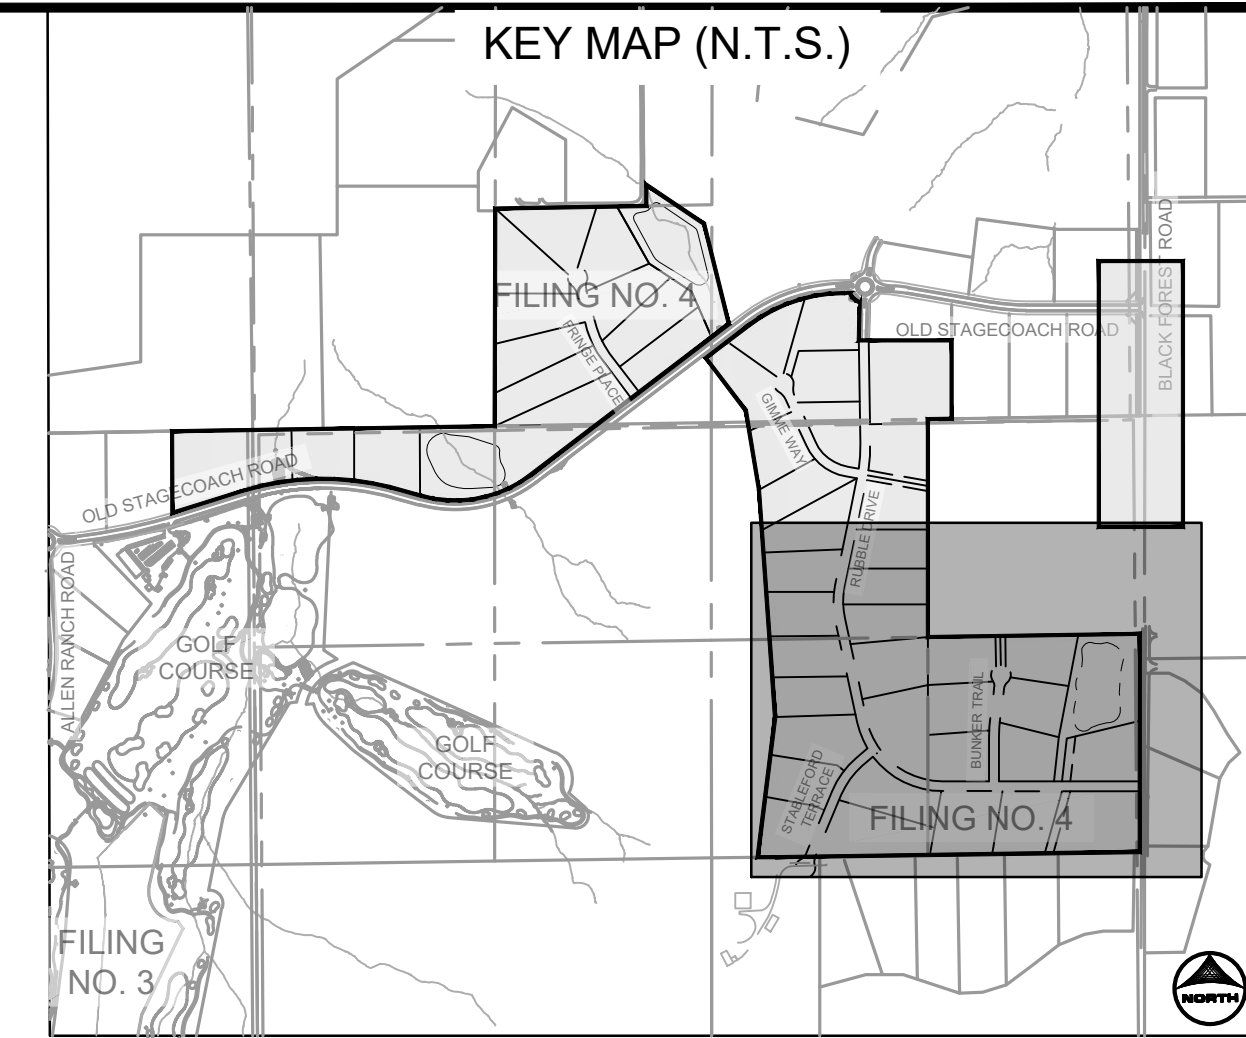 KEY MAP (N.T.S.)
BLACK FOREST ROAD
FILING NO. 4
OLD STAGECOACH ROAD
FRINGE PLACE
GIMME WAY
OLD STAGECOACH ROAD
RUBBLE DRIVE
ALLEN RANCH ROAD
GOLF
COURSE
BUNKER TRAIL
GOLF
COURSE
STABLEFORD
TERRACE
FILING NO. 4
FILING
NO. 3
NORTH